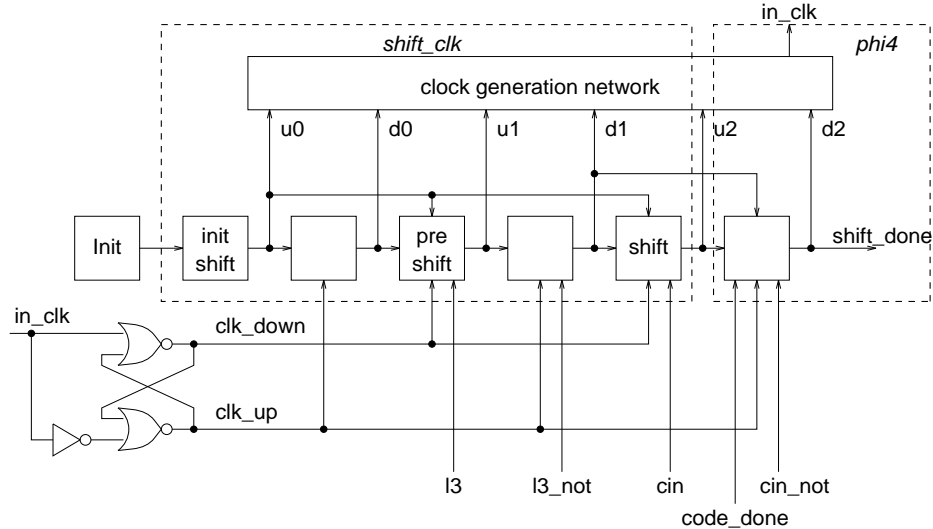 in_clk
shift_clk
phi4
clock generation network
u0
d0
u1
d1
u2
d2
Init
init
shift
pre
shift
shift
shift_done
in_clk
clk_down
clk_up
l3
l3_not
cin
cin_not
code_done